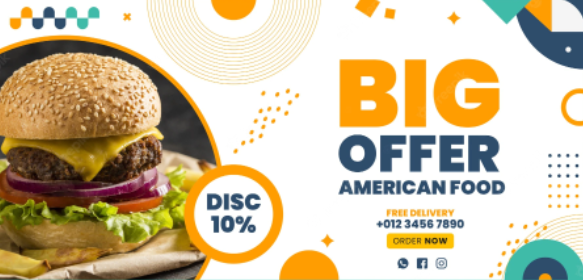 BIG
OFFER
AMERICAN FOOD
DISC
10%
FREE DELIVERY
+012 3456 7890
ORDER NOW